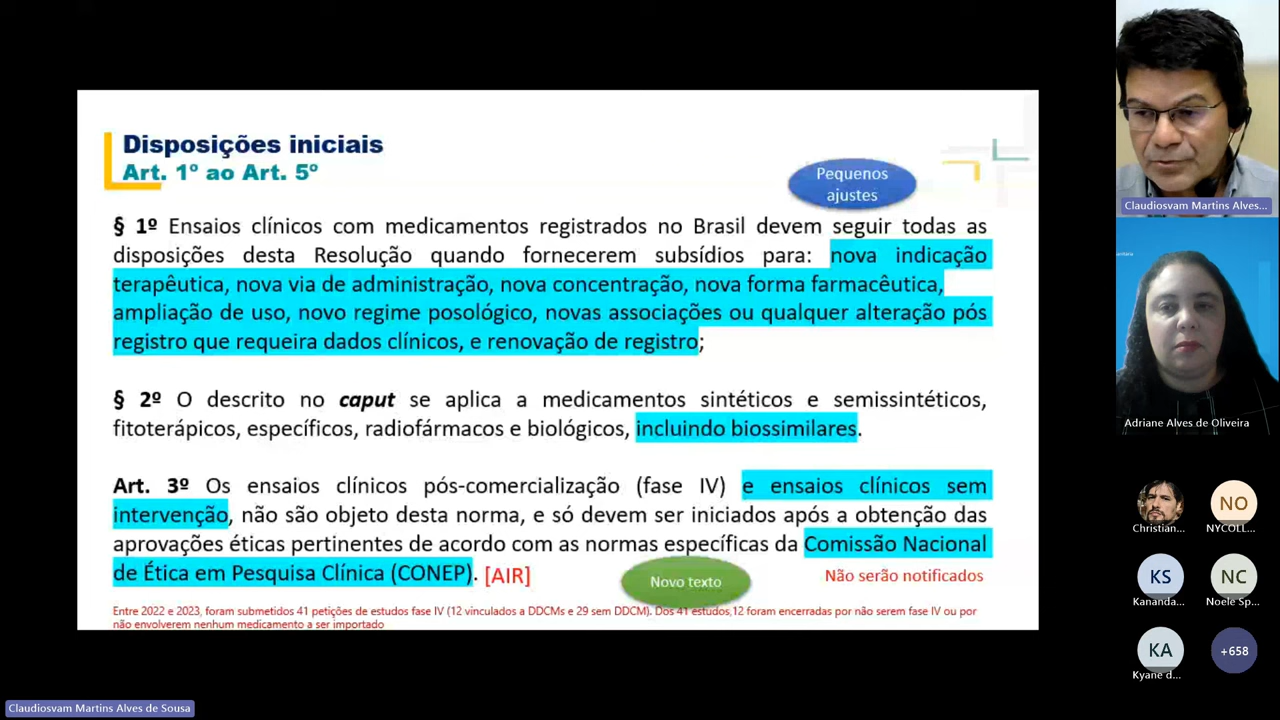 Disposições iniciais
Art. 1º ao Art. 5º
Pequenos
ajustes
§ 1º Ensaios clínicos com medicamentos registrados no Brasil devem seguir todas as
disposições desta Resolução quando fornecerem subsídios para: nova indicação
terapêutica, nova via de administração, nova concentração, nova forma farmacêutica,
ampliação de uso, novo regime posológico, novas associações ou qualquer alteração pós
registro que requeira dados clínicos, e renovação de registro;
§ 2º O descrito no caput se aplica a medicamentos sintéticos e semissintéticos,
fitoterápicos, específicos, radiofármacos e biológicos, incluindo biossimilares.
Art. 3º Os ensaios clínicos pós-comercialização (fase IV) e ensaios clínicos sem
intervenção, não são objeto desta norma, e só devem ser iniciados após a obtenção das
aprovações éticas pertinentes de acordo com as normas específicas da Comissão Nacional
de Ética em Pesquisa Clínica (CONEP). [AIR]
Novo texto
Não serão notificados
Entre 2022 e 2023, foram submetidos 41 petições de estudos fase IV (12 vinculados a DDCMs e 29 sem DDCM). Dos 41 estudos,12 foram encerradas por não serem fase IV ou por
não envolverem nenhum medicamento a ser importado
Claudiosvam Martins Alves de Sousa
Claudiosvam Martins Alves...
Adriane Alves de Oliveira
Christian...
NO
NYCOLL...
KS
Kananda...
NC
Noele Sp...
KA
Kyane d...
+658